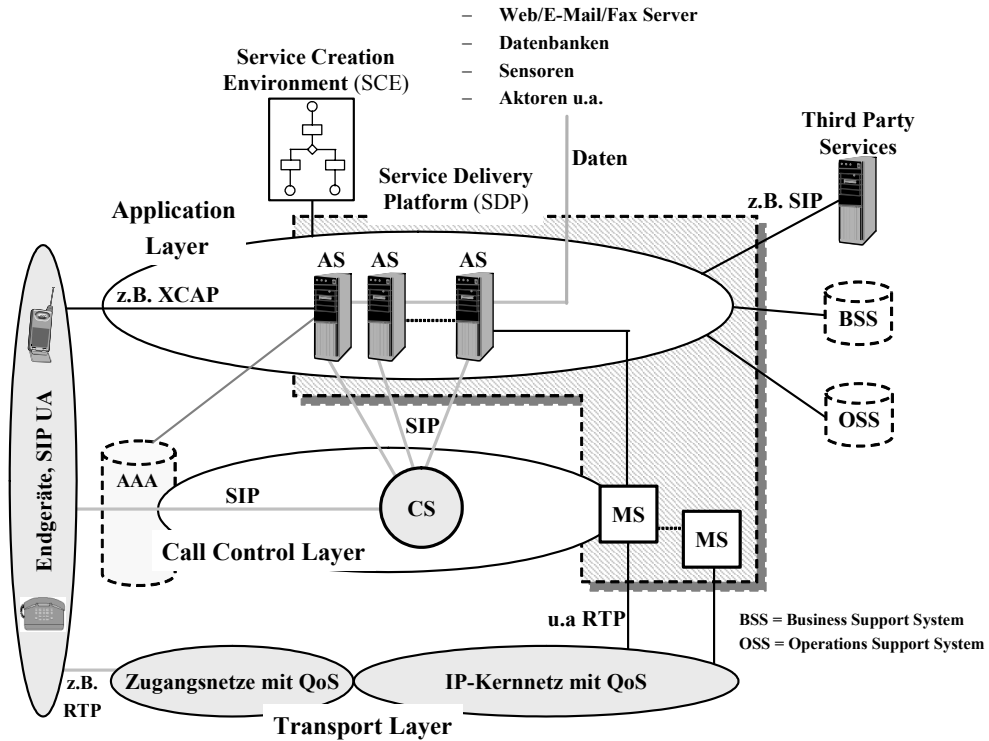 – Web/E-Mail/Fax Server
– Datenbanken
– Sensoren
– Aktoren u.a.
Service Creation
Environment (SCE)
Third Party
Services
Daten
Service Delivery
Platform (SDP)
z.B. SIP
Application
Layer
AS
AS
AS
z.B. XCAP
BSS
OSS
SIP
Endgeräte, SIP UA
AAA
SIP
CS
MS
MS
Call Control Layer
u.a RTP
BSS = Business Support System
OSS = Operations Support System
z.B.
RTP
Zugangsnetze mit QoS
IP-Kernnetz mit QoS
Transport Layer